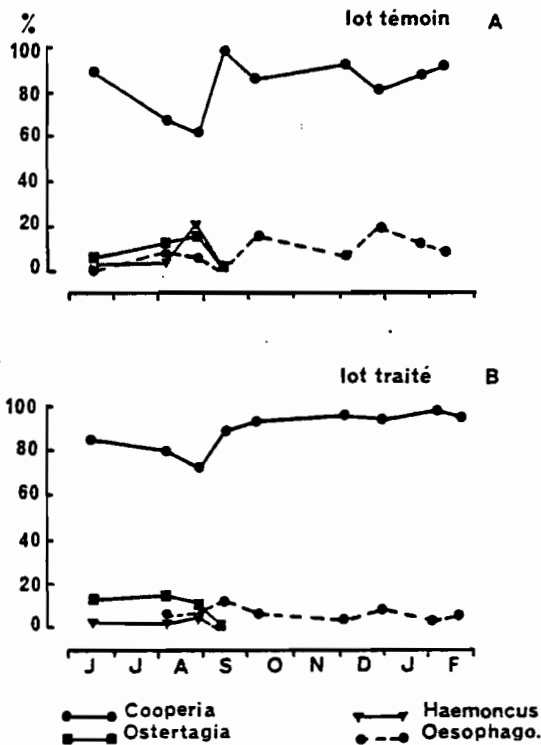 % lot témoin A
100
80
60
40
20
0
lot traité B
100
80
60
40
20
0
J J A S O N D J F
Cooperia Haemoncus
Ostertagia Oesophago.